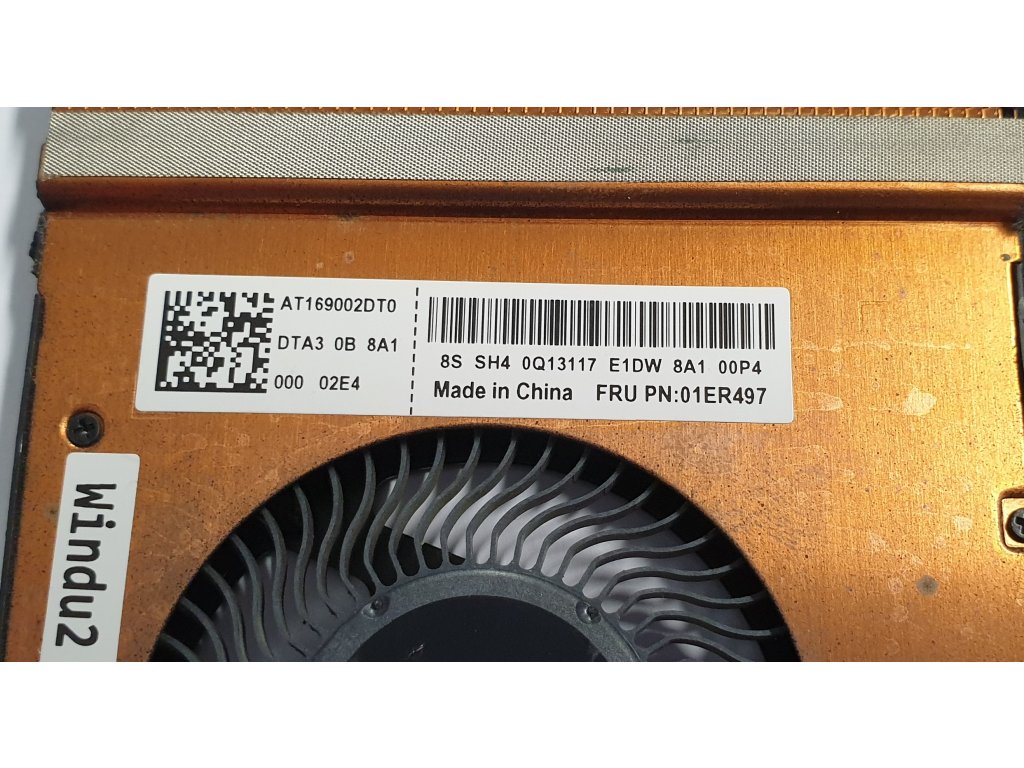 AT169002DT0
DTA3 0B 8A1
000 02E4
8S SH4 0Q13117 E1DW 8A1 00P4
Made in China FRU PN:01ER497
Windu2